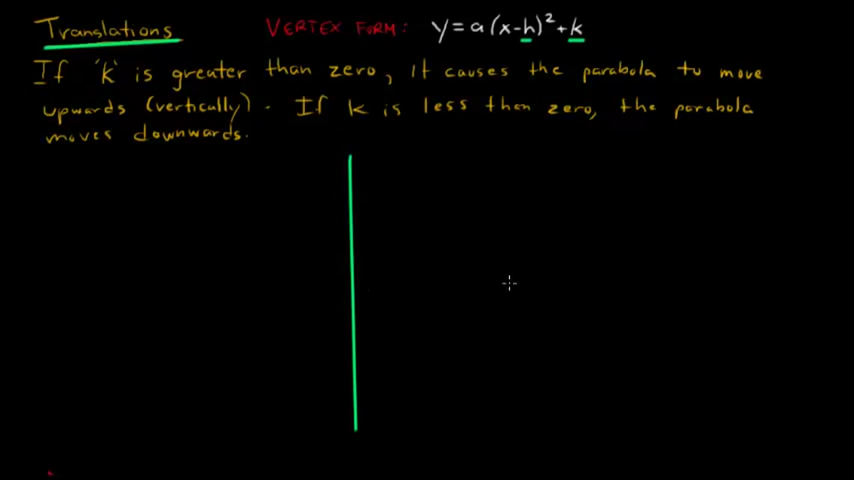 Translations VERTEX FORM: y = a(x-h)²+k
If 'k' is greater than zero, It causes the parabola to move
upwards (vertically). If k is less than zero, the parabola
moves downwards.